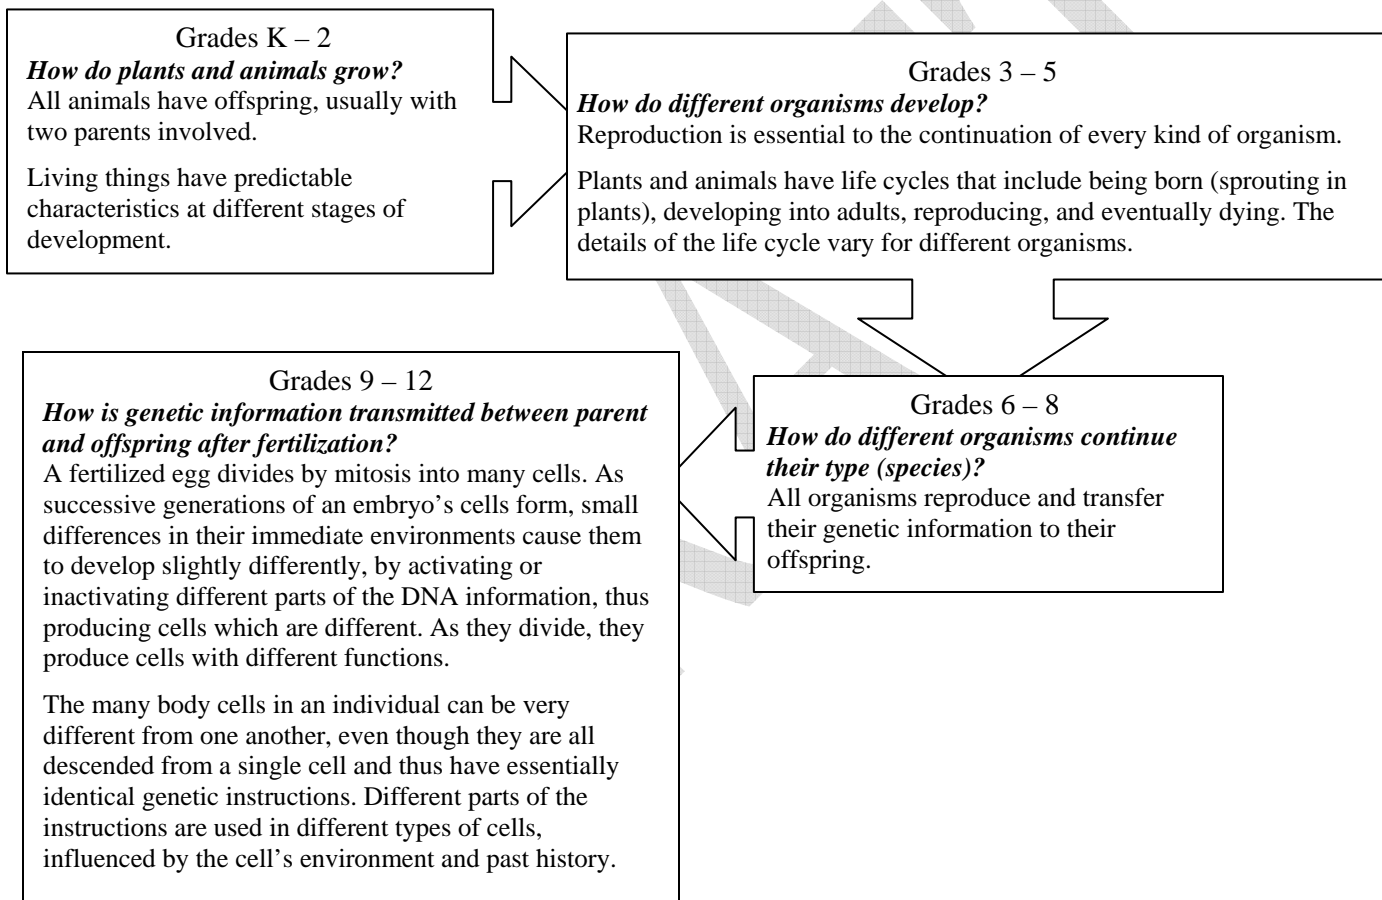 Grades K – 2
How do plants and animals grow?
All animals have offspring, usually with
two parents involved.
Living things have predictable
characteristics at different stages of
development.
Grades 3 – 5
How do different organisms develop?
Reproduction is essential to the continuation of every kind of organism.
Plants and animals have life cycles that include being born (sprouting in
plants), developing into adults, reproducing, and eventually dying. The
details of the life cycle vary for different organisms.
Grades 6 – 8
How do different organisms continue
their type (species)?
All organisms reproduce and transfer
their genetic information to their
offspring.
Grades 9 – 12
How is genetic information transmitted between parent
and offspring after fertilization?
A fertilized egg divides by mitosis into many cells. As
successive generations of an embryo’s cells form, small
differences in their immediate environments cause them
to develop slightly differently, by activating or
inactivating different parts of the DNA information, thus
producing cells which are different. As they divide, they
produce cells with different functions.
The many body cells in an individual can be very
different from one another, even though they are all
descended from a single cell and thus have essentially
identical genetic instructions. Different parts of the
instructions are used in different types of cells,
influenced by the cell’s environment and past history.